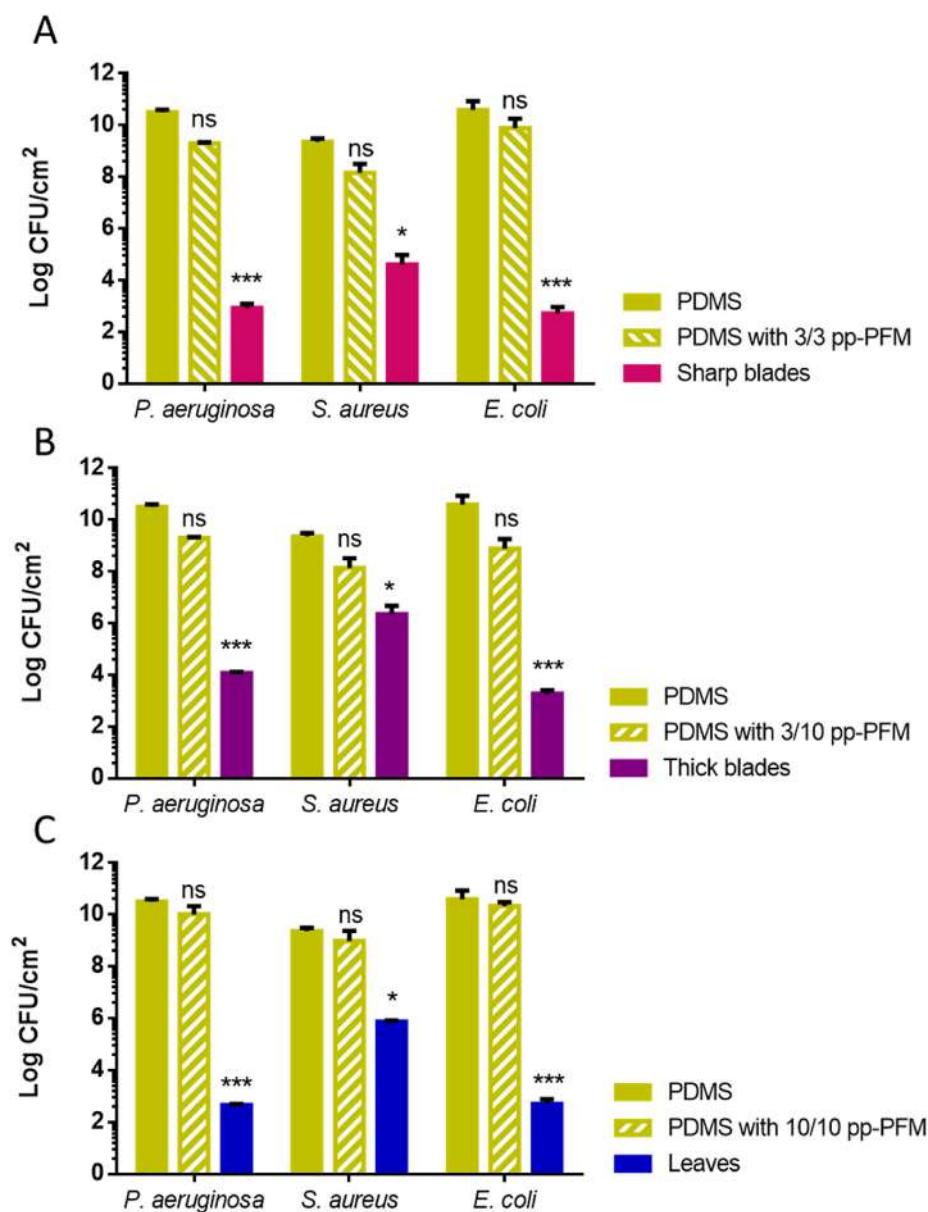 A
Log CFU/cm²
12
10
8
6
4
2
0
ns
***
ns
*
ns
***
P. aeruginosa
S. aureus
E. coli
PDMS
PDMS with 3/3 pp-PFM
Sharp blades
B
Log CFU/cm²
12
10
8
6
4
2
0
ns
***
ns
*
ns
***
P. aeruginosa
S. aureus
E. coli
PDMS
PDMS with 3/10 pp-PFM
Thick blades
C
Log CFU/cm²
12
10
8
6
4
2
0
ns
***
ns
*
ns
***
P. aeruginosa
S. aureus
E. coli
PDMS
PDMS with 10/10 pp-PFM
Leaves